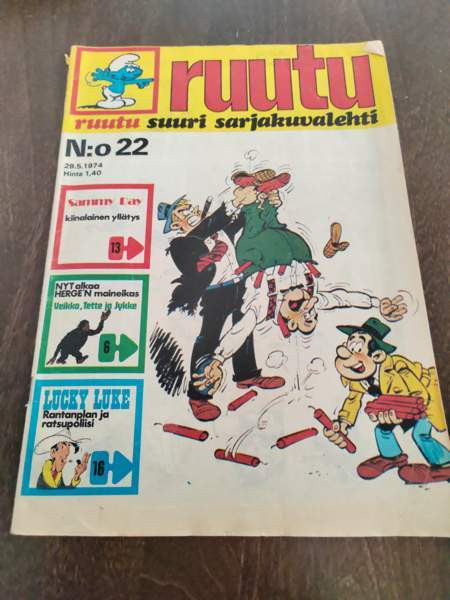 ruutu
ruutu suuri sarjakuvalehti
N:o 22
29.5.1974
Hinta 1,40
Sammy Day
kiinalainen yllätys
13
NYT alkaa
HERGE'N maineikas
Veikko, Tette ja Jykke
6
LUCKY LUKE
Rantanplan ja
ratsupoliisi
16